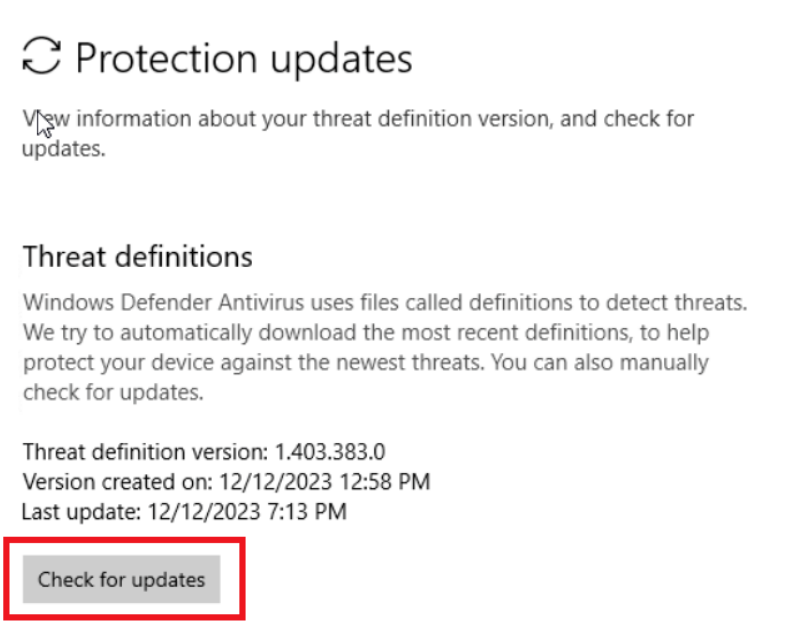 Protection updates
View information about your threat definition version, and check for
updates.
Threat definitions
Windows Defender Antivirus uses files called definitions to detect threats.
We try to automatically download the most recent definitions, to help
protect your device against the newest threats. You can also manually
check for updates.
Threat definition version: 1.403.383.0
Version created on: 12/12/2023 12:58 PM
Last update: 12/12/2023 7:13 PM
Check for updates